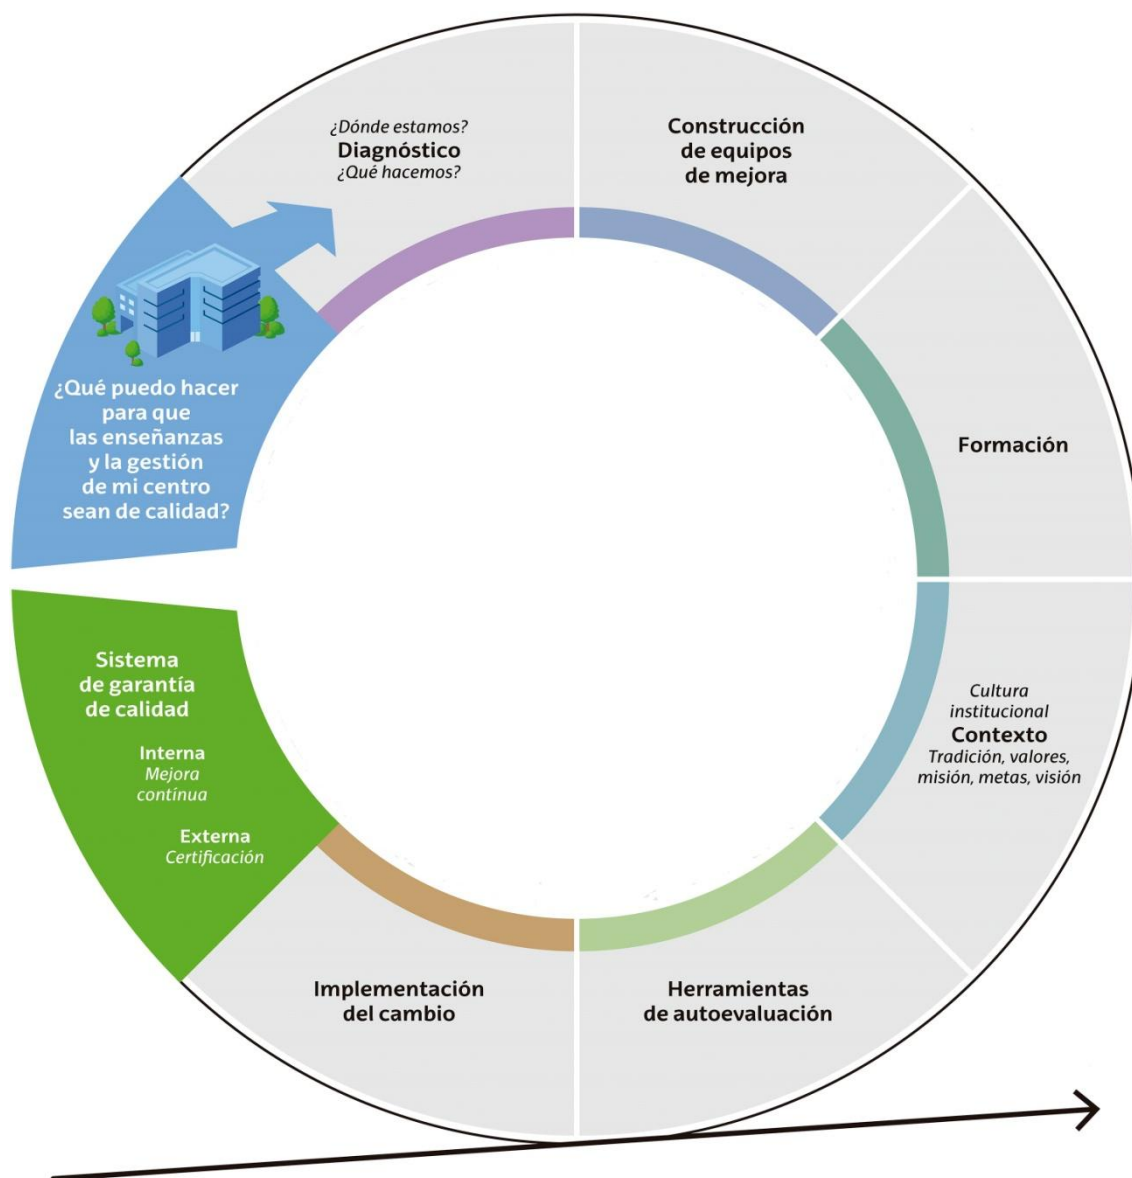 ¿Dónde estamos?
Diagnóstico
¿Qué hacemos?
Construcción
de equipos
de mejora
Formación
Cultura
institucional
Contexto
Tradición, valores,
misión, metas, visión
Herramientas
de autoevaluación
Implementación
del cambio
Sistema
de garantía
de calidad
Interna
Mejora
contínua
Externa
Certificación
¿Qué puedo hacer
para que
las enseñanzas
y la gestión
de mi centro
sean de calidad?